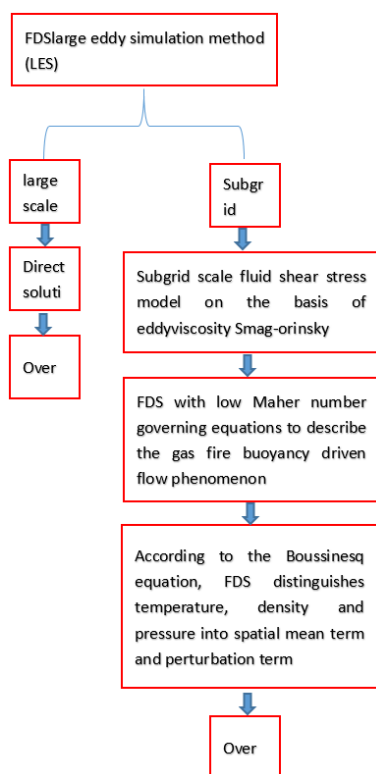 FDSlarge eddy simulation method
(LES)
large
scale
Subgr
id
Direct
soluti
Over
Subgrid scale fluid shear stress
model on the basis of
eddyviscosity Smag-orinsky
FDS with low Maher number
governing equations to describe
the gas fire buoyancy driven
flow phenomenon
According to the Boussinesq
equation, FDS distinguishes
temperature, density and
pressure into spatial mean term
and perturbation term
Over